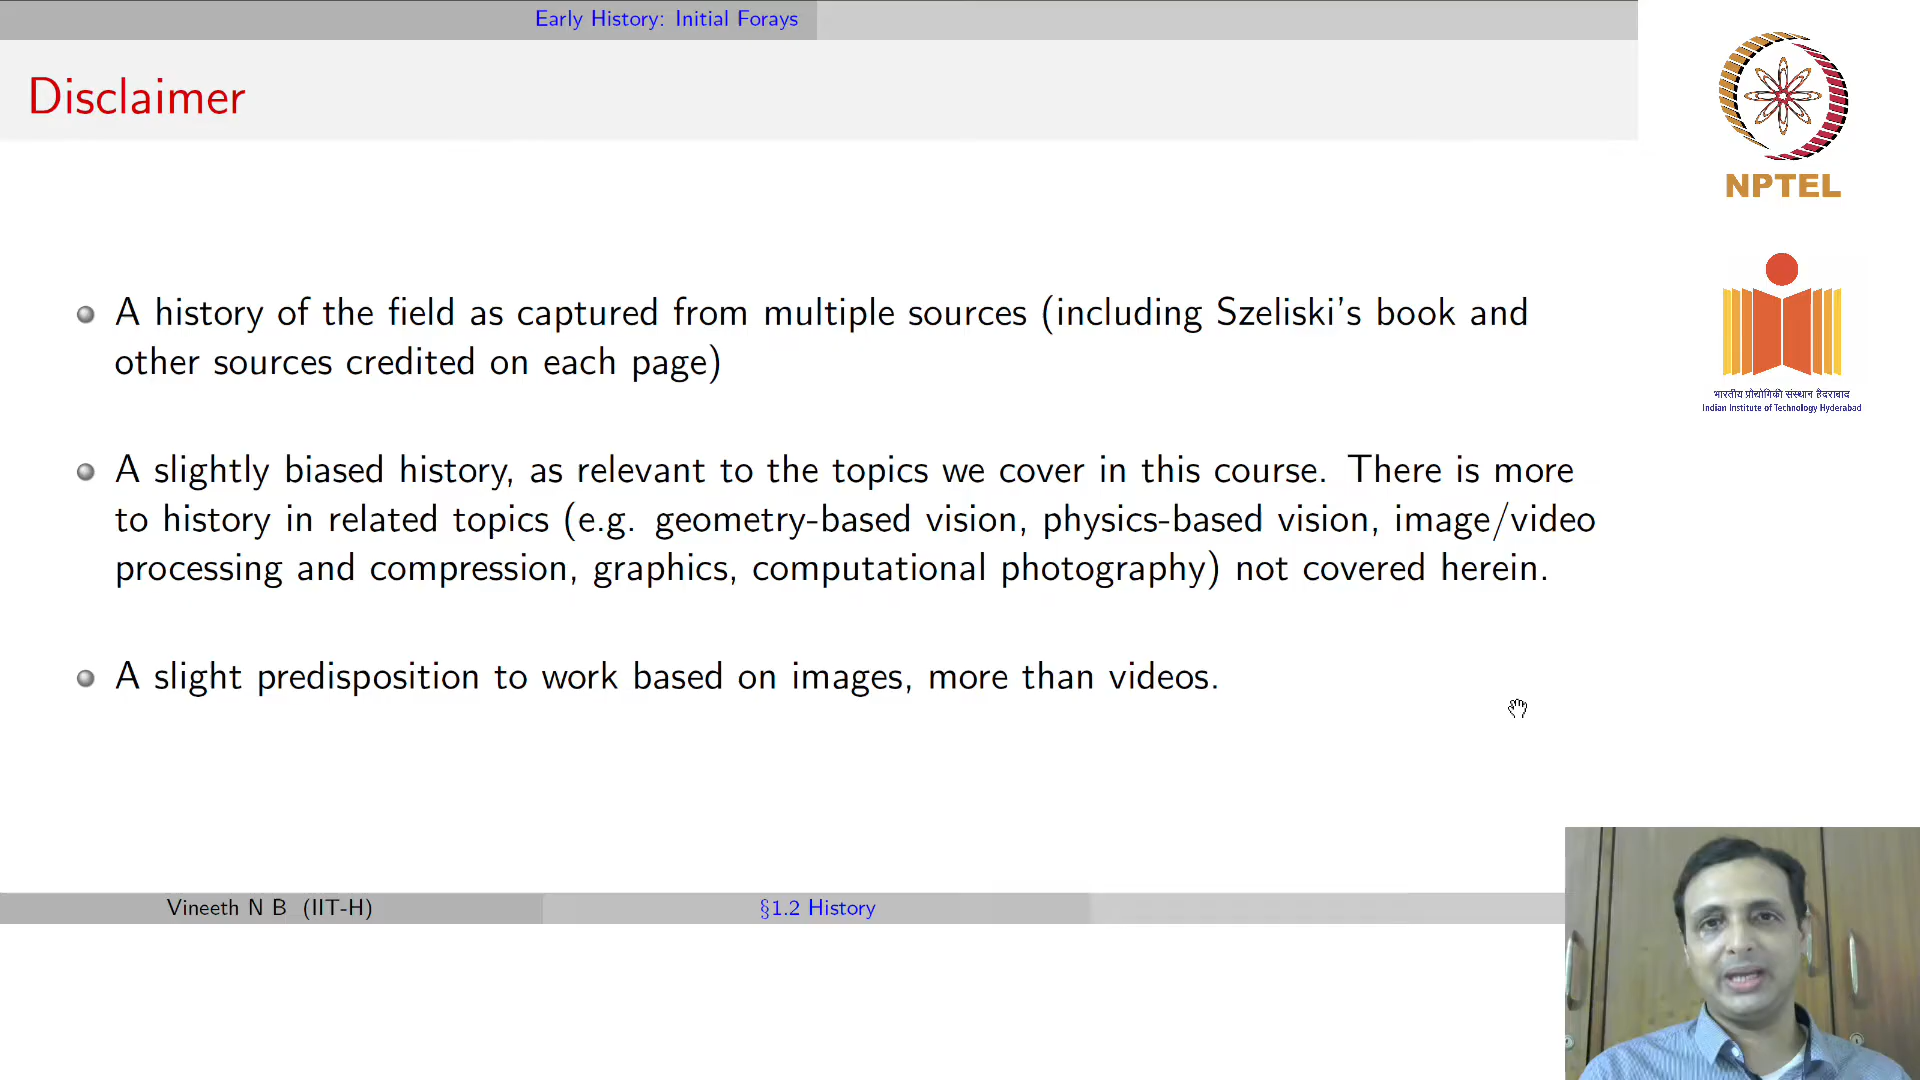 Early History: Initial Forays
Disclaimer
NPTEL
A history of the field as captured from multiple sources (including Szeliski's book and
other sources credited on each page)
भारतीय प्रौद्योगिकी संस्थान हैदराबाद
Indian Institute of Technology Hyderabad
A slightly biased history, as relevant to the topics we cover in this course. There is more
to history in related topics (e.g. geometry-based vision, physics-based vision, image/video
processing and compression, graphics, computational photography) not covered herein.
A slight predisposition to work based on images, more than videos.
Vineeth N B (IIT-H)
§1.2 History